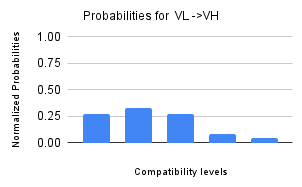 Probabilities for VL ->VH
Normalized Probabilities
1.00
0.75
0.50
0.25
0.00
Compatibility levels